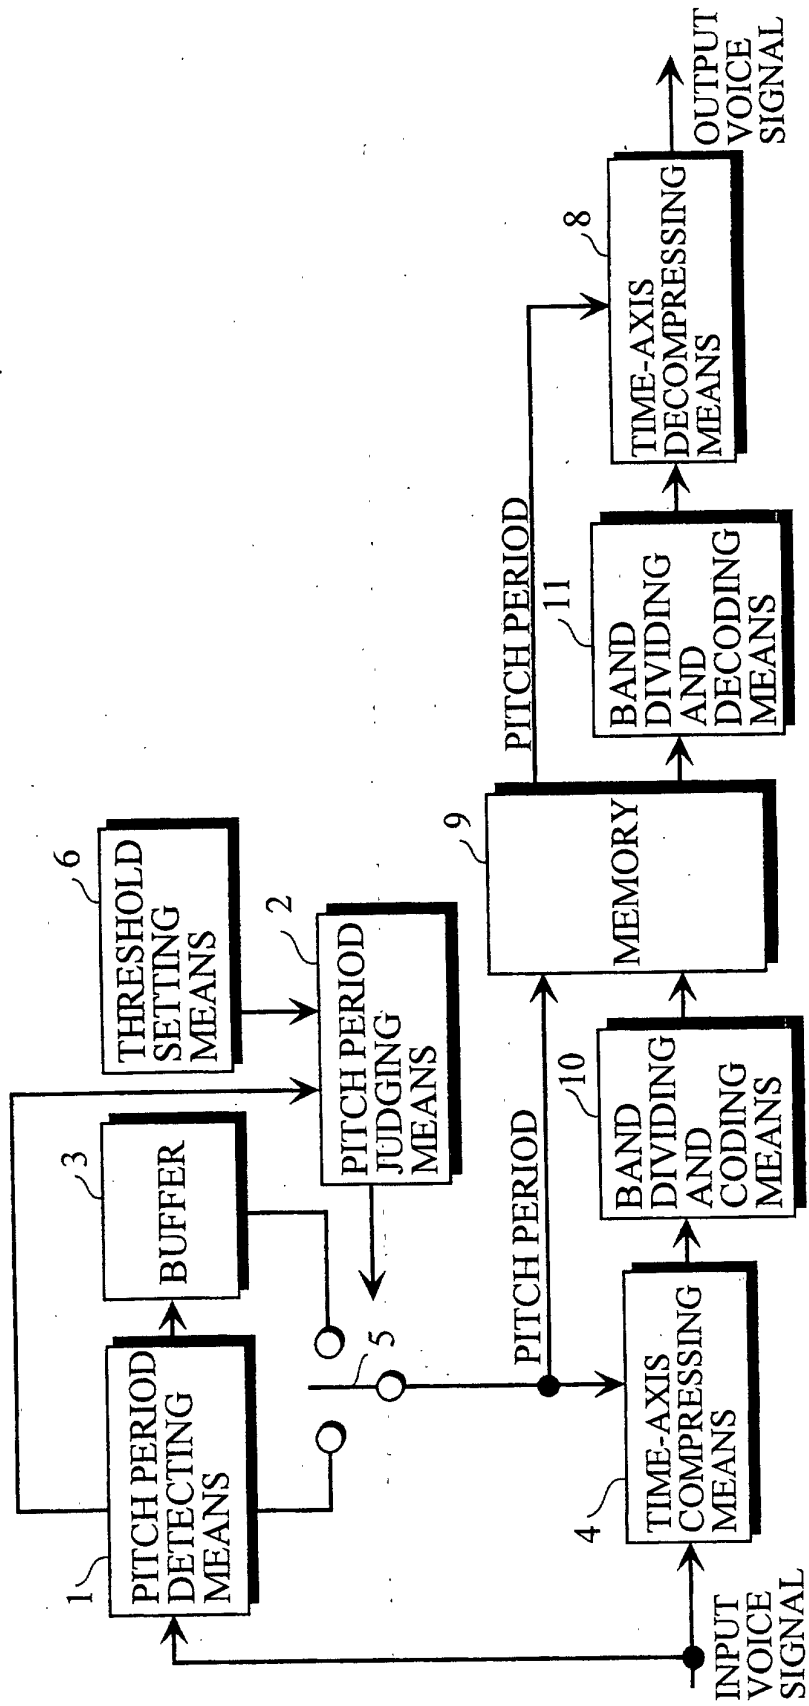 1
PITCH PERIOD
DETECTING
MEANS
3
BUFFER
6
THRESHOLD
SETTING
MEANS
2
PITCH PERIOD
JUDGING
MEANS
5
PITCH PERIOD
PITCH PERIOD
INPUT
VOICE
SIGNAL
4
TIME-AXIS
COMPRESSING
MEANS
10
BAND
DIVIDING
AND
CODING
MEANS
9
MEMORY
11
BAND
DIVIDING
AND
DECODING
MEANS
8
TIME-AXIS
DECOMPRESSING
MEANS
OUTPUT
VOICE
SIGNAL